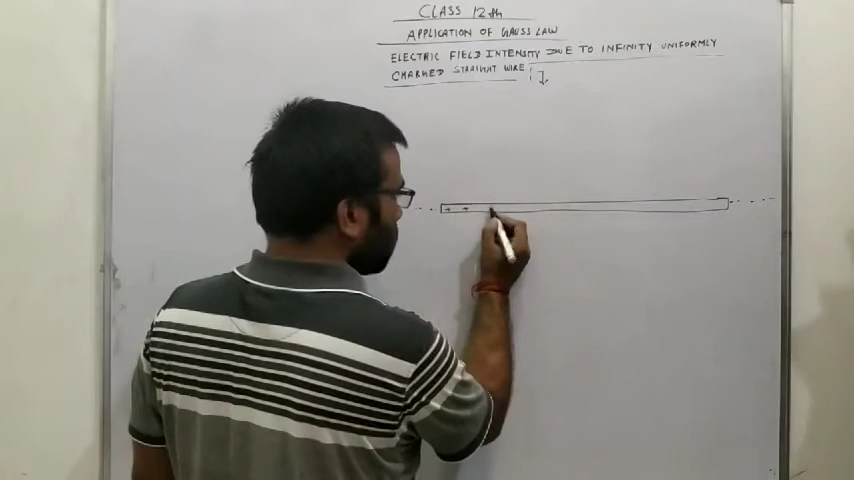 CLASS 12th
APPLICATION OF GAUSS LAW
ELECTRIC FIELD INTENSITY DUE TO INFINITY UNIFORMLY
CHARGED STRAIGHT WIRE :
+ +